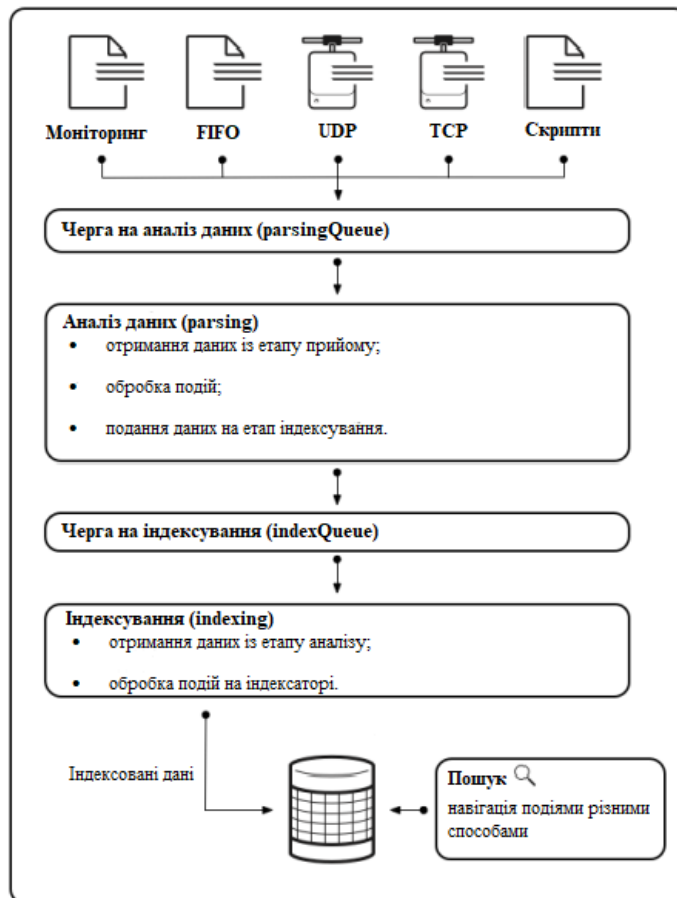 Моніторинг FIFO UDP TCP Скрипти
Черга на аналіз даних (parsingQueue)
Аналіз даних (parsing)
• отримання даних із етапу прийому;
• обробка подій;
• подання даних на етап індексування.
Черга на індексування (indexQueue)
Індексування (indexing)
• отримання даних із етапу аналізу;
• обробка подій на індексаторі.
Індексовані дані
Пошук
навігація подіями різними
способами